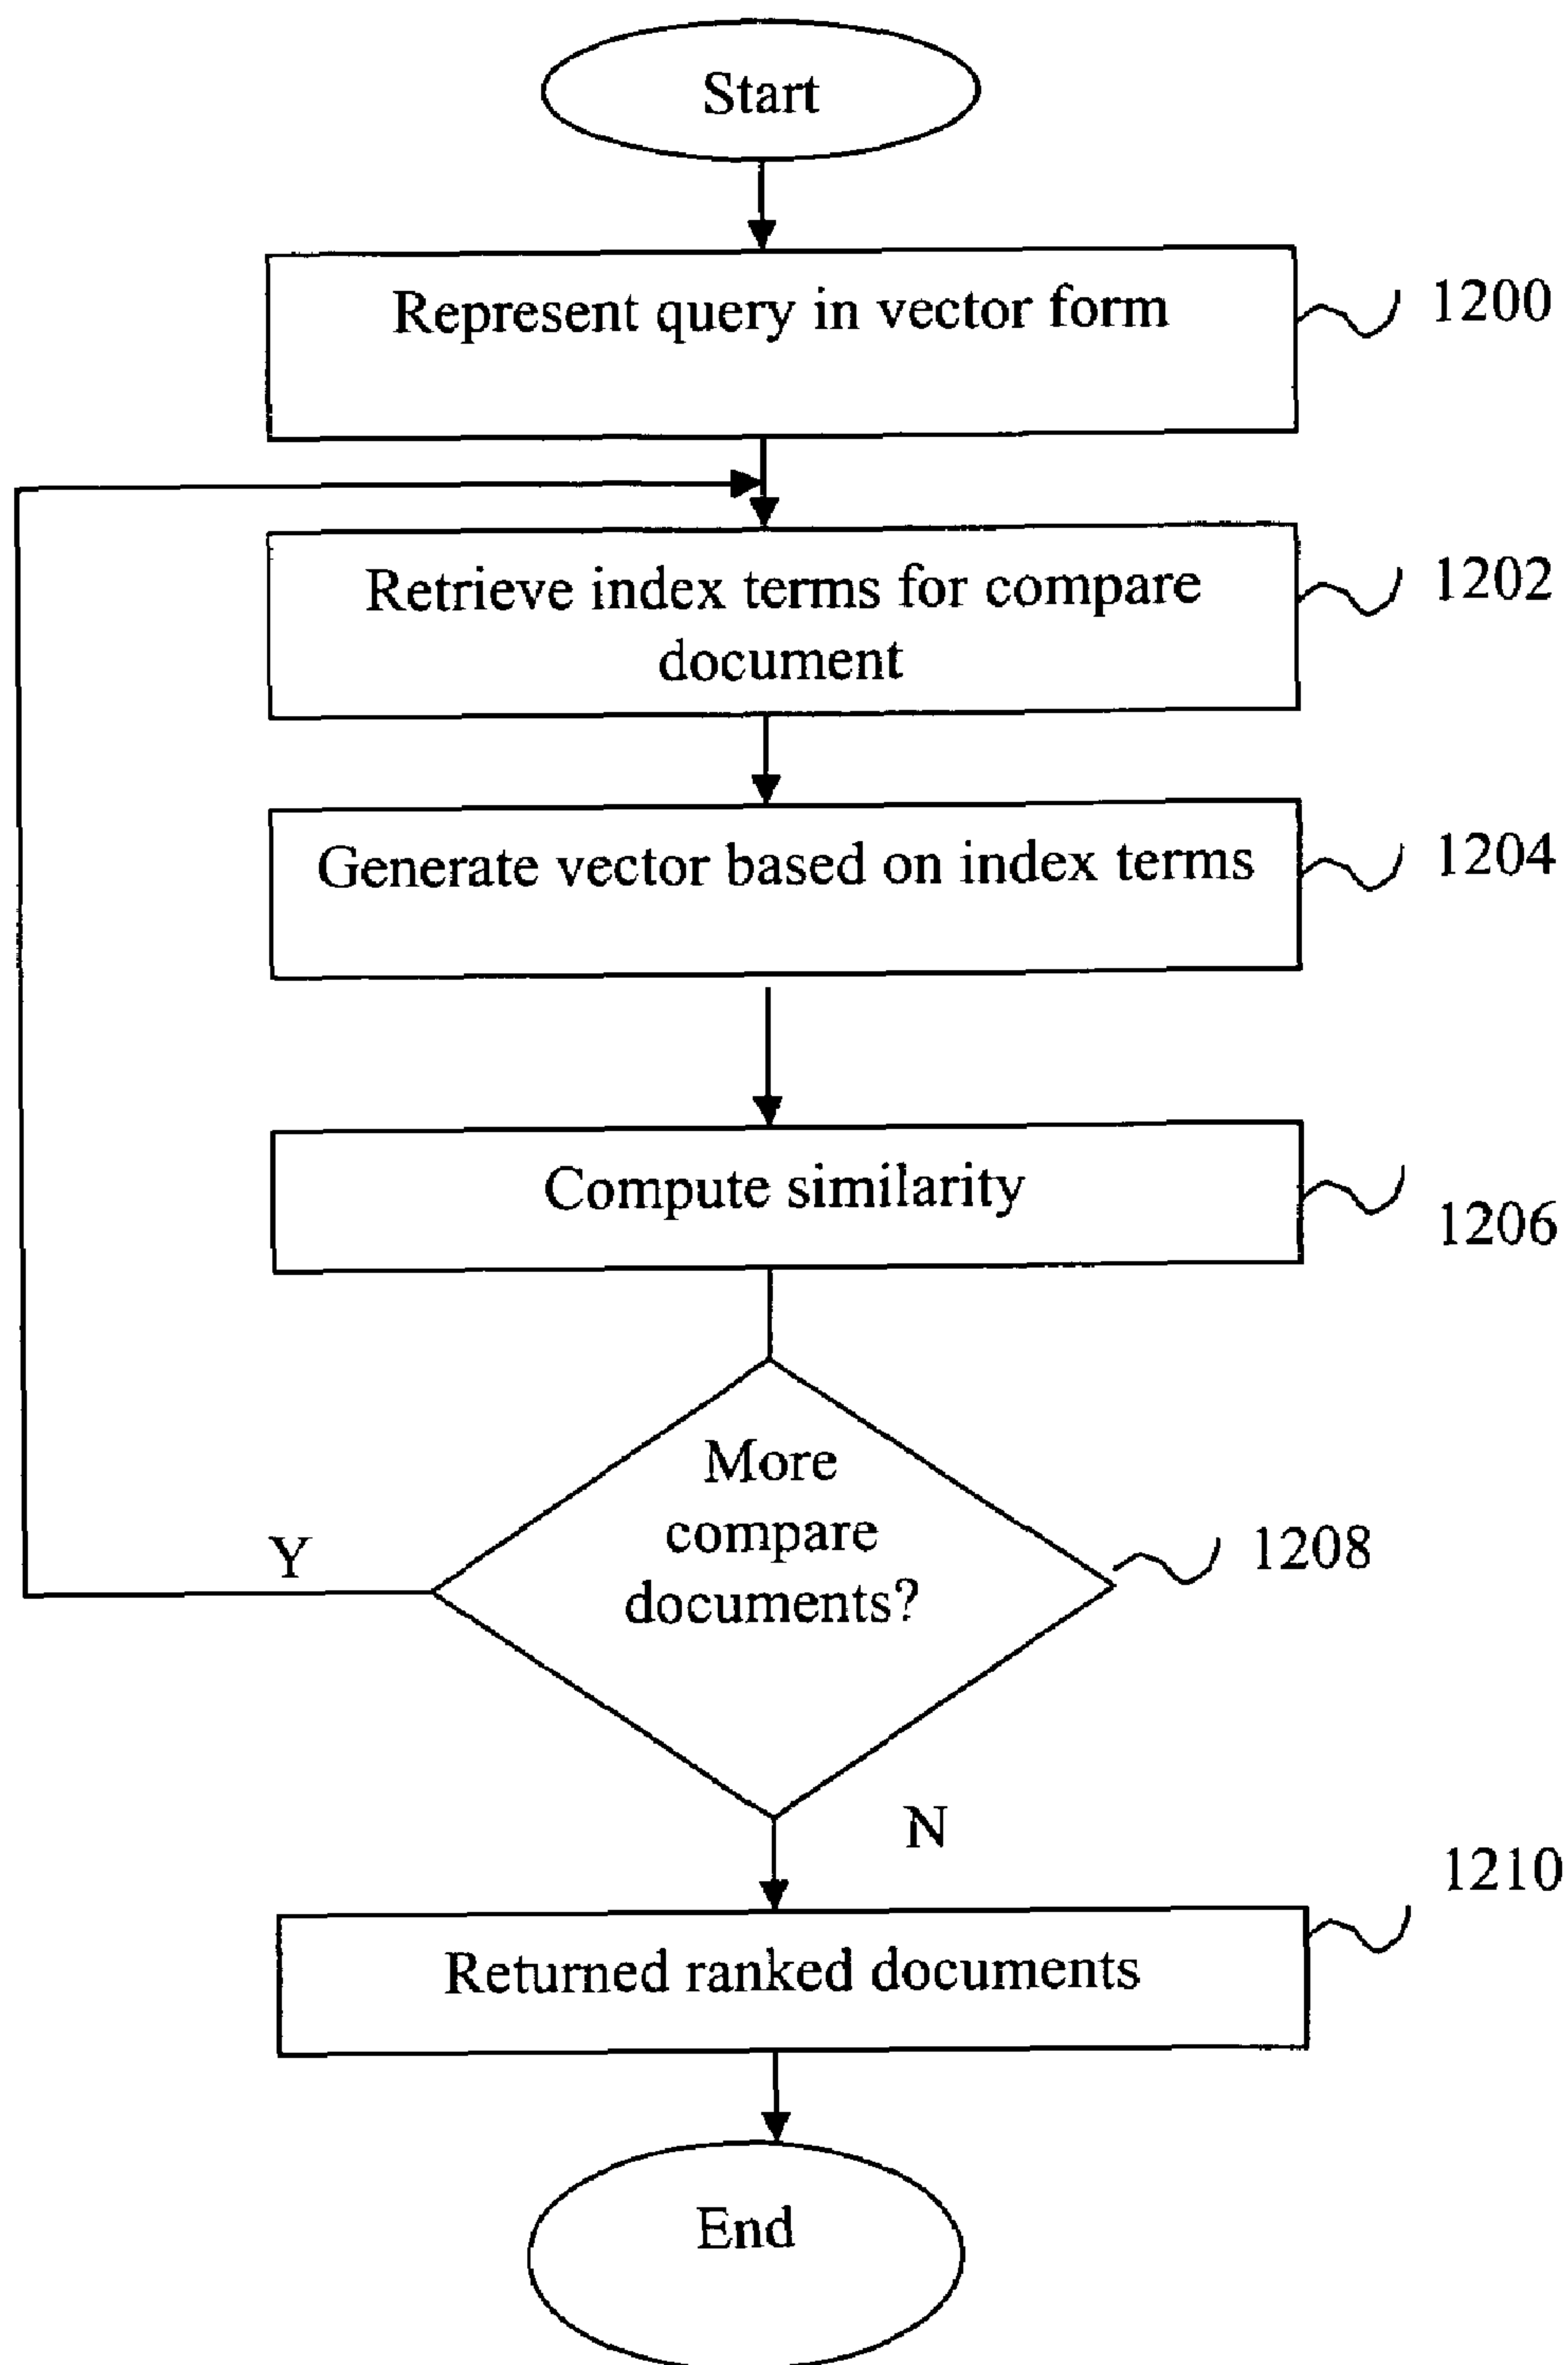 Start
Represent query in vector form
1200
Retrieve index terms for compare
document
1202
Generate vector based on index terms
1204
Compute similarity
1206
More
compare
documents?
1208
Y
N
1210
Returned ranked documents
End